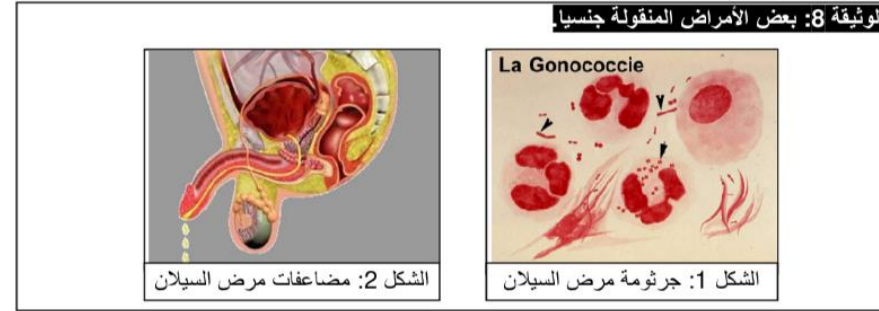 الوثيقة 8: بعض الأمراض المنقولة جنسيا.
La Gonococcie
الشكل 1: جرثومة مرض السيلان
الشكل 2: مضاعفات مرض السيلان